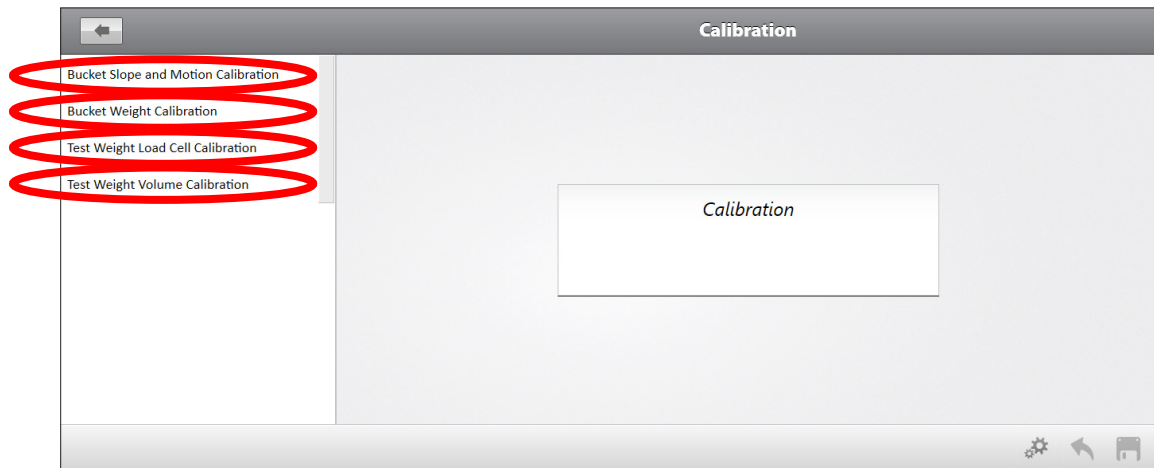 Calibration
Bucket Slope and Motion Calibration
Bucket Weight Calibration
Test Weight Load Cell Calibration
Test Weight Volume Calibration
Calibration